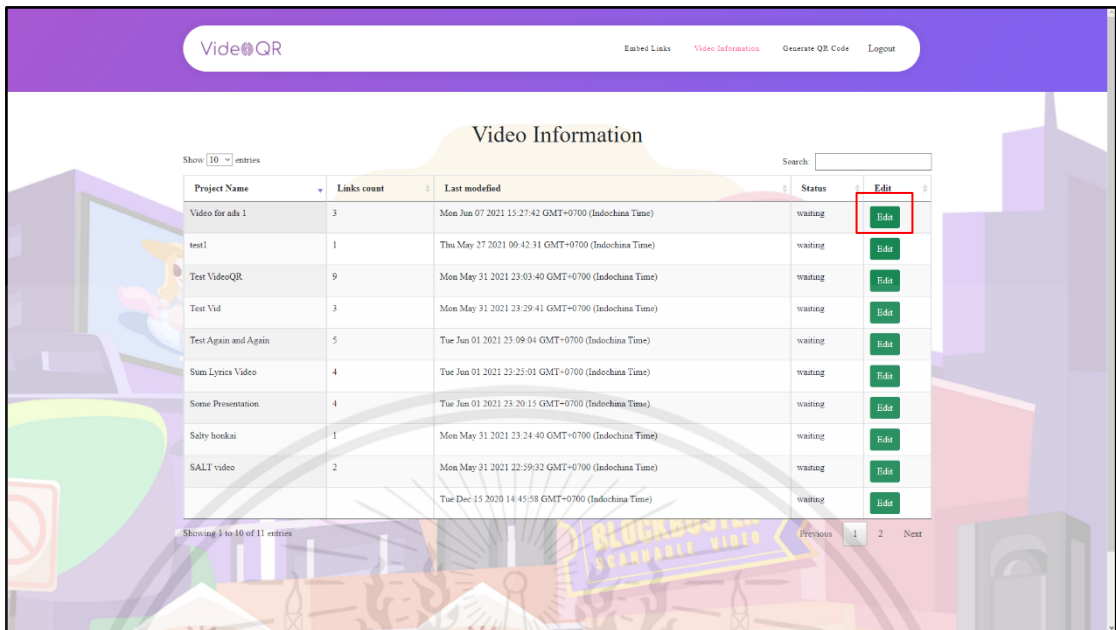 VideoQR
Embed Links Video Information Generate QR Code Logout
Video Information
Show 10 entries Search:
Project Name Links count Last modefied Status Edit
Video for ads 1 3 Mon Jun 07 2021 15:27:42 GMT+0700 (Indochina Time) waiting Edit
test1 1 Thu May 27 2021 00:42:31 GMT+0700 (Indochina Time) waiting Edit
Test VideoQR 9 Mon May 31 2021 23:03:40 GMT+0700 (Indochina Time) waiting Edit
Test Vid 3 Mon May 31 2021 23:29:41 GMT+0700 (Indochina Time) waiting Edit
Test Again and Again 5 Tue Jun 01 2021 23:09:04 GMT+0700 (Indochina Time) waiting Edit
Sum Lyrics Video 4 Tue Jun 01 2021 23:25:01 GMT+0700 (Indochina Time) waiting Edit
Some Presentation 4 Tue Jun 01 2021 23:20:15 GMT+0700 (Indochina Time) waiting Edit
Salty honkai 1 Mon May 31 2021 23:24:40 GMT+0700 (Indochina Time) waiting Edit
SALT video 2 Mon May 31 2021 22:59:32 GMT+0700 (Indochina Time) waiting Edit
Tue Dec 15 2020 14:45:58 GMT+0700 (Indochina Time) waiting Edit
Showing 1 to 10 of 11 entries Previous 1 2 Next
BLOCKBUSTER
SCANNABLE VIDEO